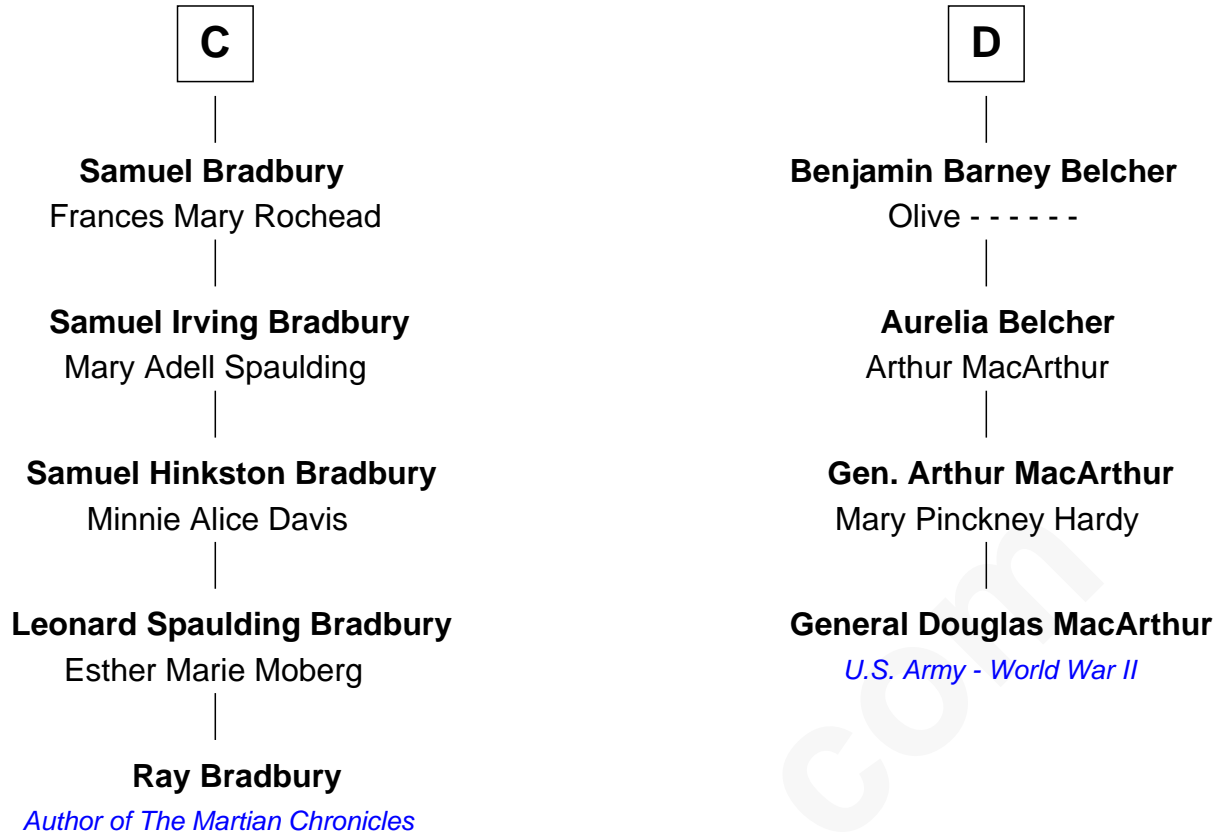 C
Samuel Bradbury
Frances Mary Rochead
Samuel Irving Bradbury
Mary Adell Spaulding
Samuel Hinkston Bradbury
Minnie Alice Davis
Leonard Spaulding Bradbury
Esther Marie Moberg
Ray Bradbury
Author of The Martian Chronicles
D
Benjamin Barney Belcher
Olive - - - - - -
Aurelia Belcher
Arthur MacArthur
Gen. Arthur MacArthur
Mary Pinckney Hardy
General Douglas MacArthur
U.S. Army - World War II
com